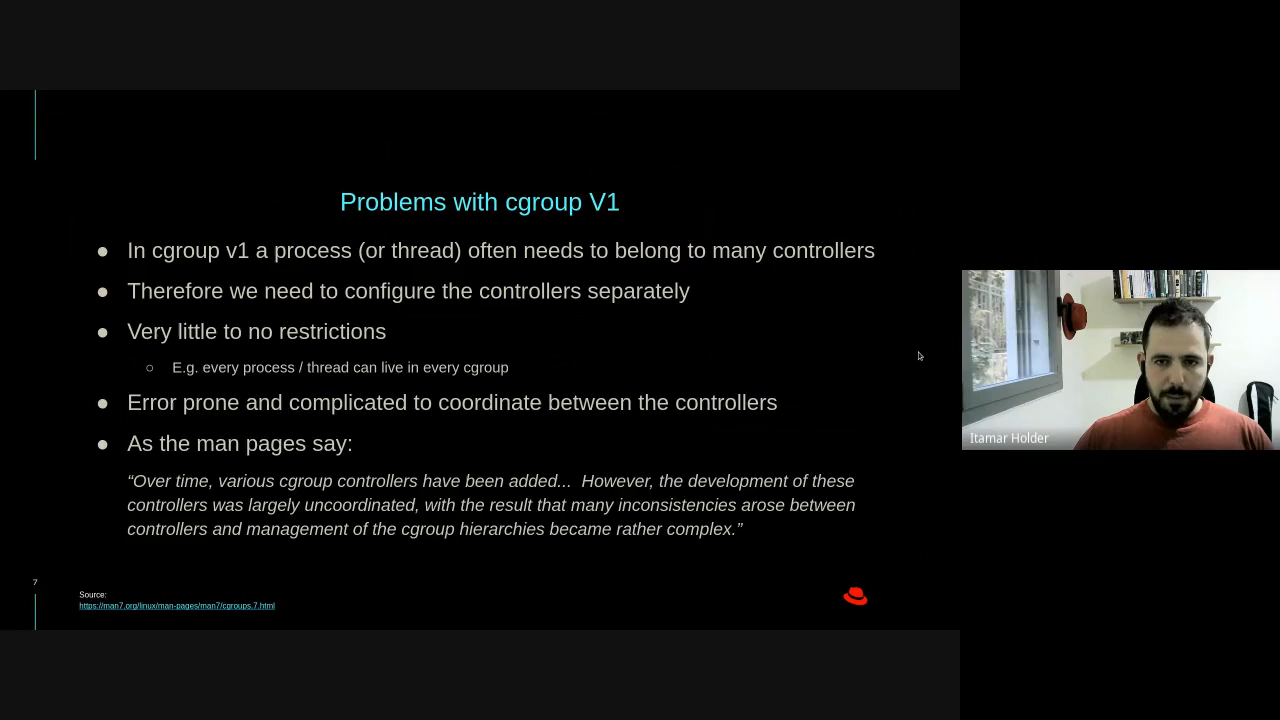 Problems with cgroup V1
● In cgroup v1 a process (or thread) often needs to belong to many controllers
● Therefore we need to configure the controllers separately
● Very little to no restrictions
○ E.g. every process / thread can live in every cgroup
● Error prone and complicated to coordinate between the controllers
● As the man pages say:
“Over time, various cgroup controllers have been added...  However, the development of these
controllers was largely uncoordinated, with the result that many inconsistencies arose between
controllers and management of the cgroup hierarchies became rather complex.”
7
Source:
https://man7.org/linux/man-pages/man7/cgroups.7.html
Itamar Holder